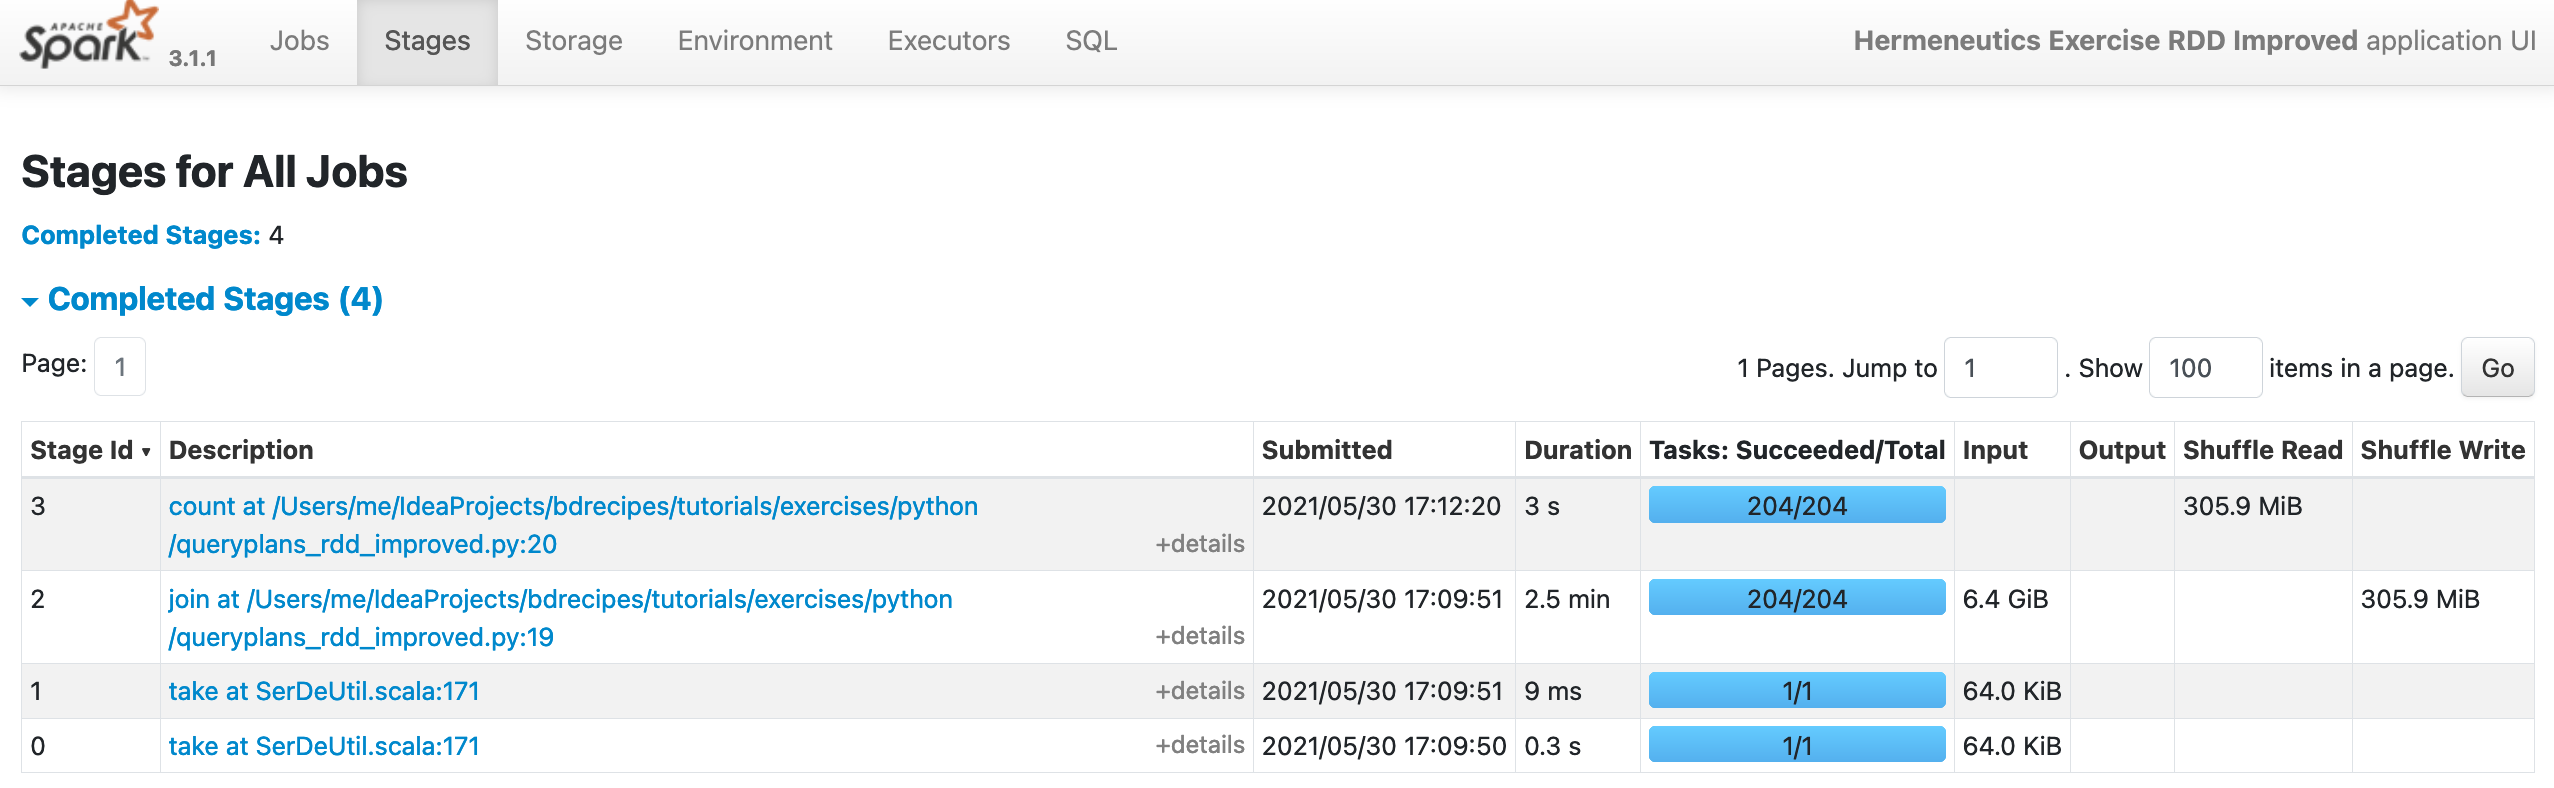 APACHE
Spark™ 3.1.1 Jobs Stages Storage Environment Executors SQL Hermeneutics Exercise RDD Improved application UI
Stages for All Jobs
Completed Stages: 4
Completed Stages (4)
Page: 1 1 Pages. Jump to 1 . Show 100 items in a page. Go
Stage Id ▾ Description Submitted Duration Tasks: Succeeded/Total Input Output Shuffle Read Shuffle Write
3 count at /Users/me/IdeaProjects/bdrecipes/tutorials/exercises/python 2021/05/30 17:12:20 3 s 204/204 305.9 MiB
/queryplans_rdd_improved.py:20 +details
2 join at /Users/me/IdeaProjects/bdrecipes/tutorials/exercises/python 2021/05/30 17:09:51 2.5 min 204/204 6.4 GiB 305.9 MiB
/queryplans_rdd_improved.py:19 +details
1 take at SerDeUtil.scala:171 +details 2021/05/30 17:09:51 9 ms 1/1 64.0 KiB
0 take at SerDeUtil.scala:171 +details 2021/05/30 17:09:50 0.3 s 1/1 64.0 KiB